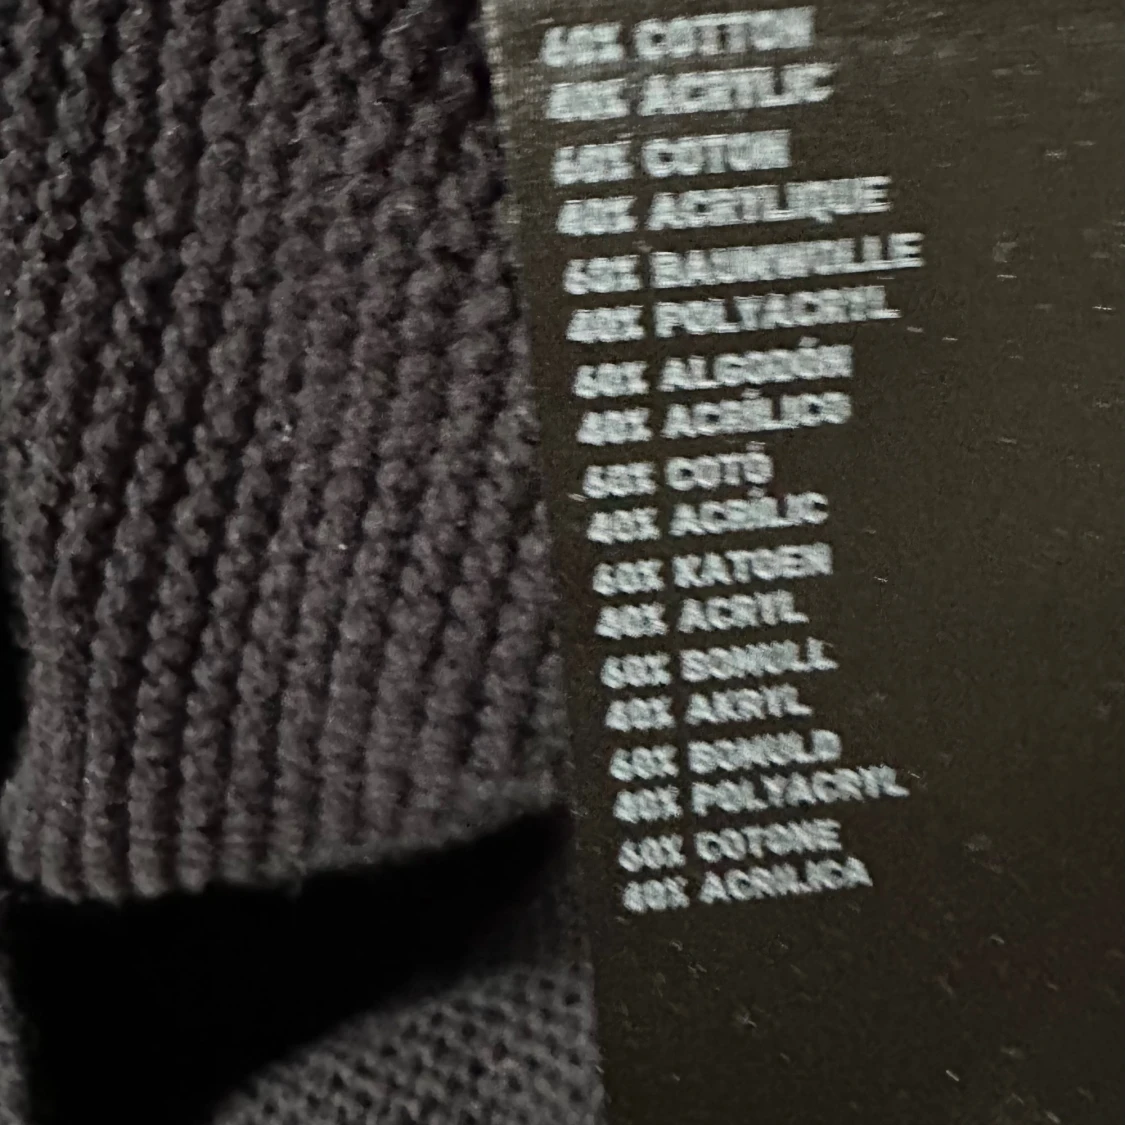 60% COTTON
40% ACRYLIC
60% COTON
40% ACRYLIQUE
60% BAUMWOLLE
40% POLYACRYL
60% ALGODÓN
40% ACRÍLICO
60% COTÓ
40% ACRÍLIC
60% KATOEN
40% ACRYL
60% BOMULL
40% AKRYL
60% BOMULD
40% POLYACRYL
60% COTONE
40% ACRILICA